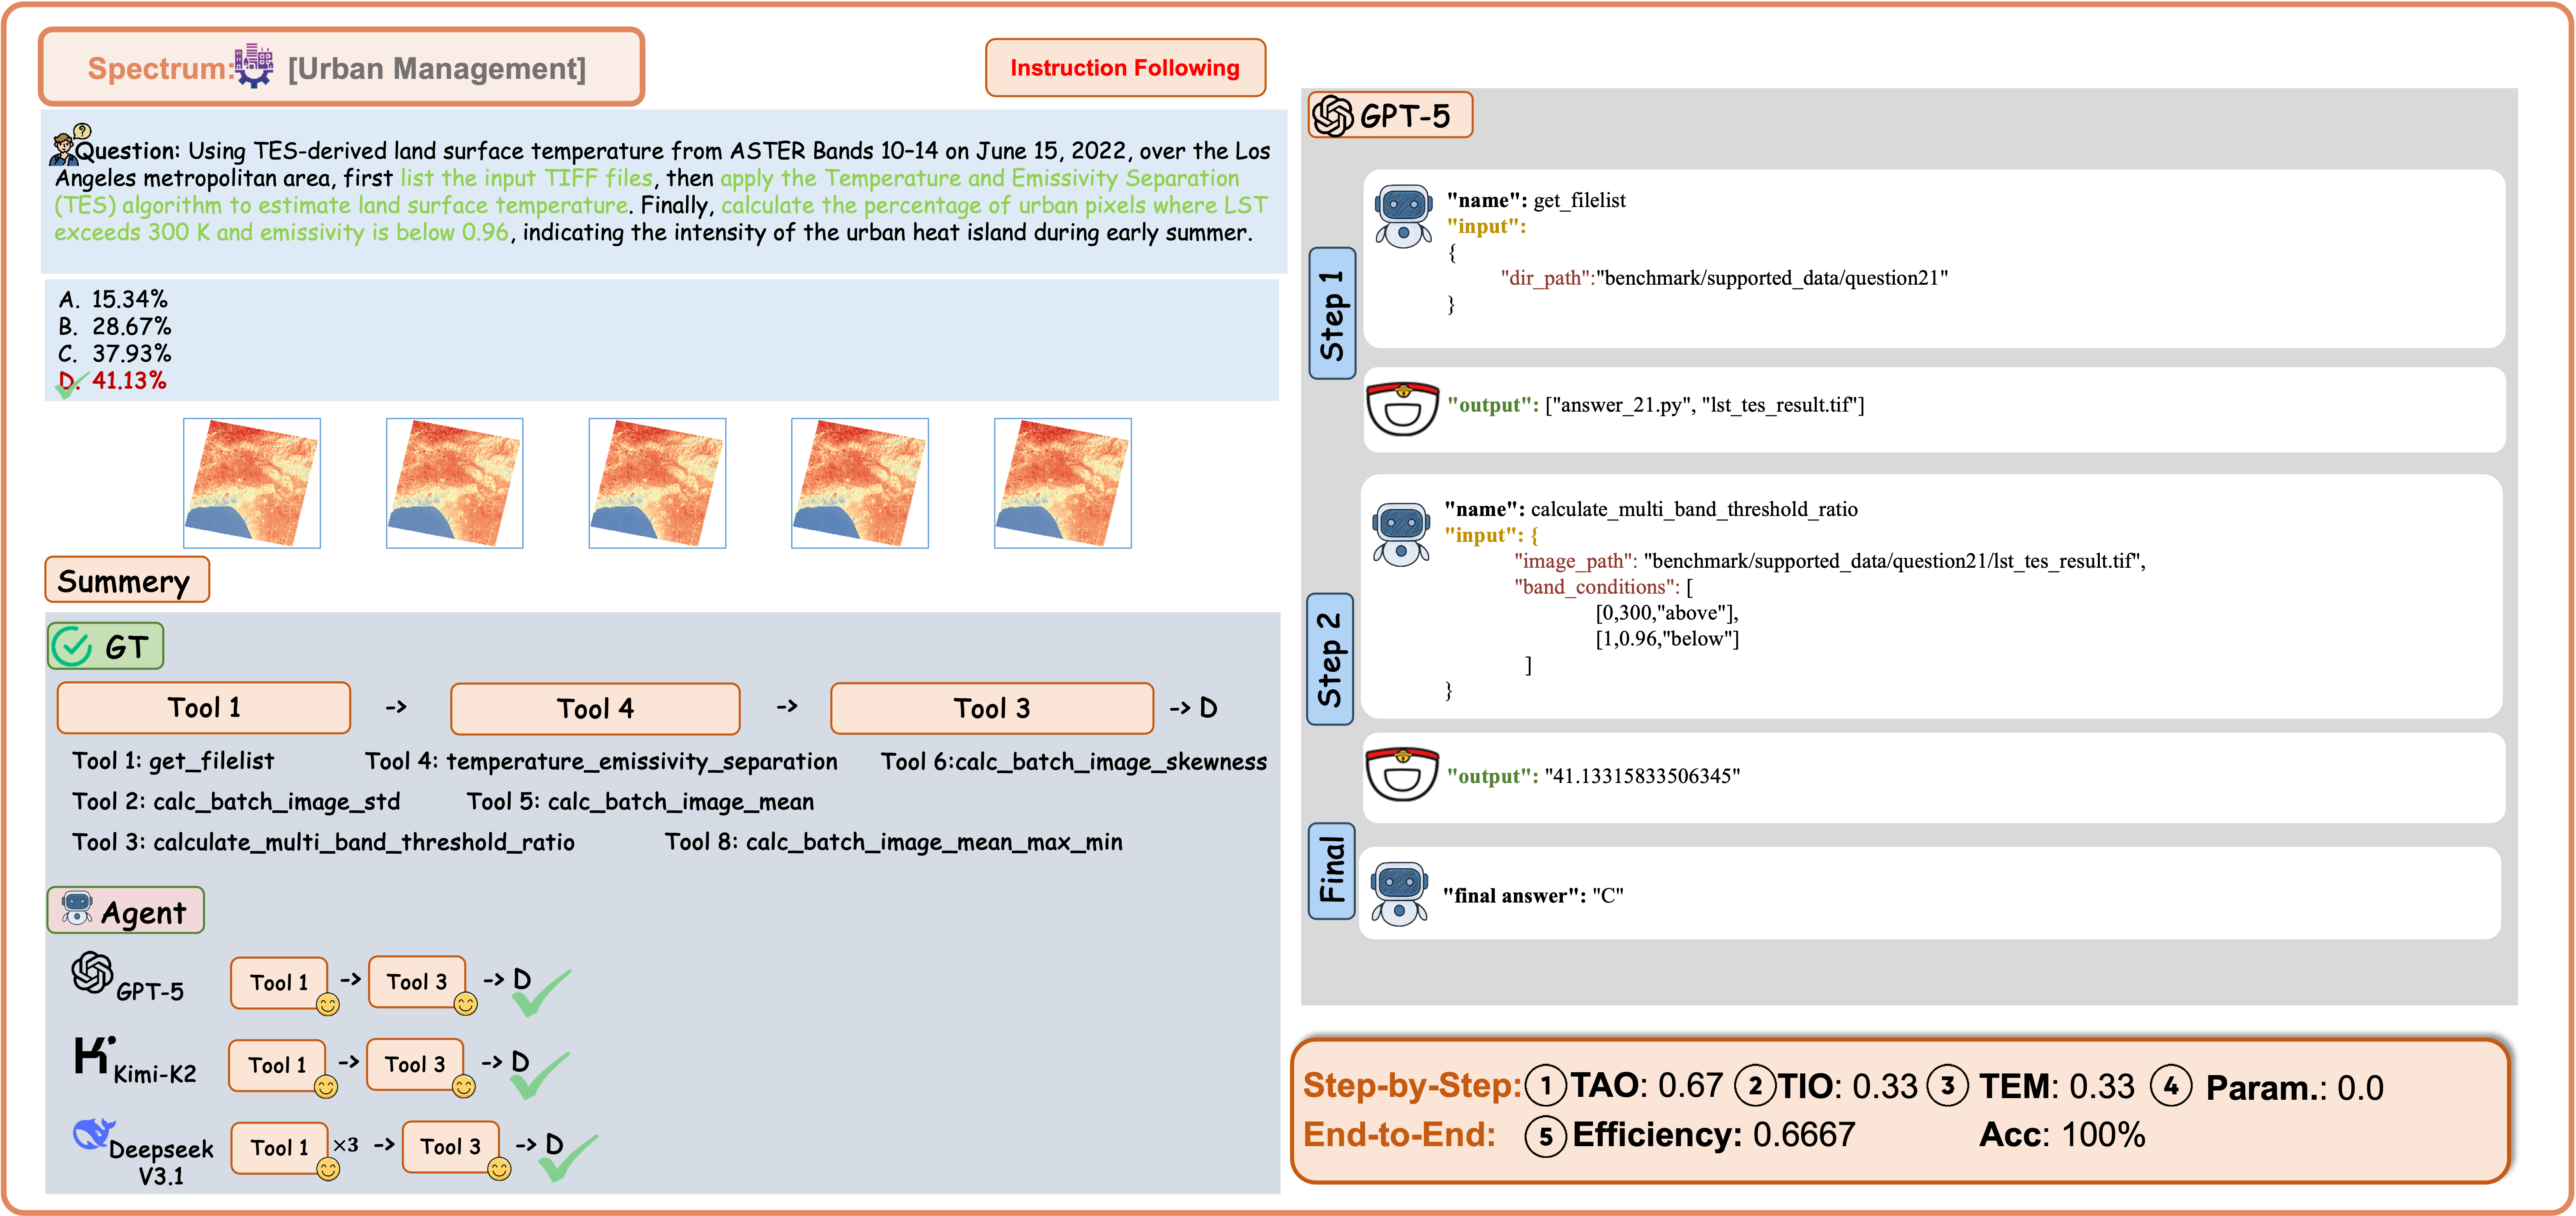 Spectrum: [Urban Management]
Instruction Following
Question: Using TES-derived land surface temperature from ASTER Bands 10–14 on June 15, 2022, over the Los
Angeles metropolitan area, first list the input TIFF files, then apply the Temperature and Emissivity Separation
(TES) algorithm to estimate land surface temperature. Finally, calculate the percentage of urban pixels where LST
exceeds 300 K and emissivity is below 0.96, indicating the intensity of the urban heat island during early summer.
A. 15.34%
B. 28.67%
C. 37.93%
D. 41.13%
Summery
GT
Tool 1 -> Tool 4 -> Tool 3 -> D
Tool 1: get_filelist Tool 4: temperature_emissivity_separation Tool 6:calc_batch_image_skewness
Tool 2: calc_batch_image_std Tool 5: calc_batch_image_mean
Tool 3: calculate_multi_band_threshold_ratio Tool 8: calc_batch_image_mean_max_min
Agent
GPT-5 Tool 1 -> Tool 3 -> D
Kimi-K2 Tool 1 -> Tool 3 -> D
Deepseek V3.1 Tool 1 ×3 -> Tool 3 -> D
GPT-5
Step 1
"name": get_filelist
"input":
{
"dir_path":"benchmark/supported_data/question21"
}
"output": ["answer_21.py", "lst_tes_result.tif"]
Step 2
"name": calculate_multi_band_threshold_ratio
"input": {
"image_path": "benchmark/supported_data/question21/lst_tes_result.tif",
"band_conditions": [
[0,300,"above"],
[1,0.96,"below"]
]
}
"output": "41.13315833506345"
Final
"final answer": "C"
Step-by-Step: 1 TAO: 0.67 2 TIO: 0.33 3 TEM: 0.33 4 Param.: 0.0
End-to-End: 5 Efficiency: 0.6667 Acc: 100%